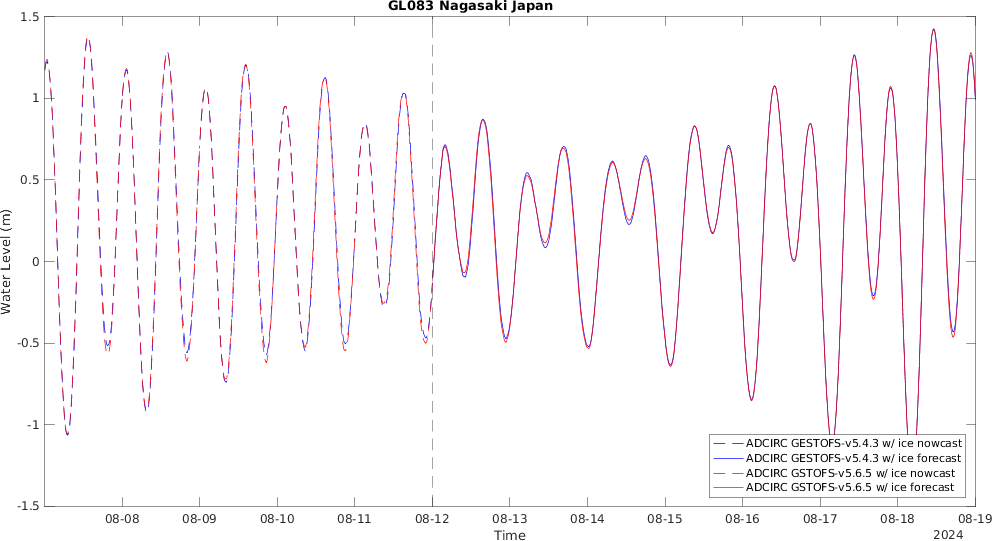 GL083 Nagasaki Japan
1.5
1
0.5
0
-0.5
-1
-1.5
Water Level (m)
08-08 08-09 08-10 08-11 08-12 08-13 08-14 08-15 08-16 08-17 08-18 08-19
Time
2024
ADCIRC GESTOFS-v5.4.3 w/ ice nowcast
ADCIRC GESTOFS-v5.4.3 w/ ice forecast
ADCIRC GSTOFS-v5.6.5 w/ ice nowcast
ADCIRC GSTOFS-v5.6.5 w/ ice forecast